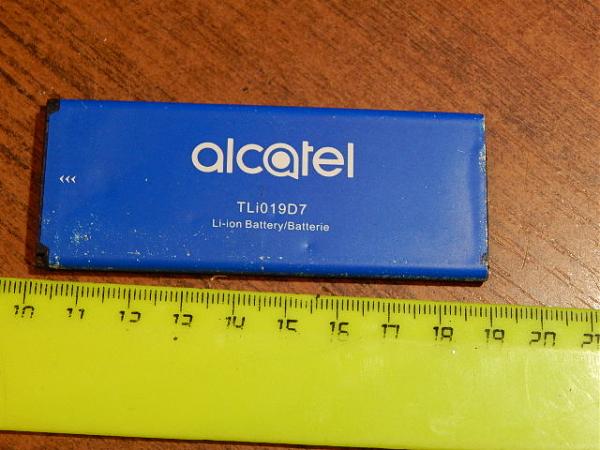 alcatel
‹‹‹
TLi019D7
Li-ion Battery/Batterie
10 11 12 13 14 15 16 17 18 19 20 21